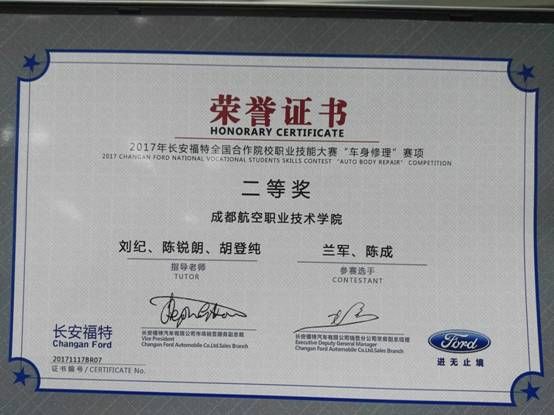 荣誉证书
HONORARY CERTIFICATE
2017年长安福特全国合作院校职业技能大赛“车身修理”赛项
2017 CHANGAN FORD NATIONAL VOCATIONAL STUDENTS SKILLS CONTEST "AUTO BODY REPAIR" COMPETITION
二等奖
成都航空职业技术学院
刘纪、陈锐朗、胡登纯
指导老师
TUTOR
兰军、陈成
参赛选手
CONTESTANT
长安福特
Changan Ford
长安福特汽车有限公司市场销售服务副总裁
Vice President
Changan Ford Automobile Co.Ltd.Sales Branch
长安福特汽车有限公司销售分公司常务副总经理
Executive Deputy General Manager
Changan Ford Automobile Co.Ltd.Sales Branch
Ford
进无止境
20171117BR07
证书编号/CERTIFICATE No.